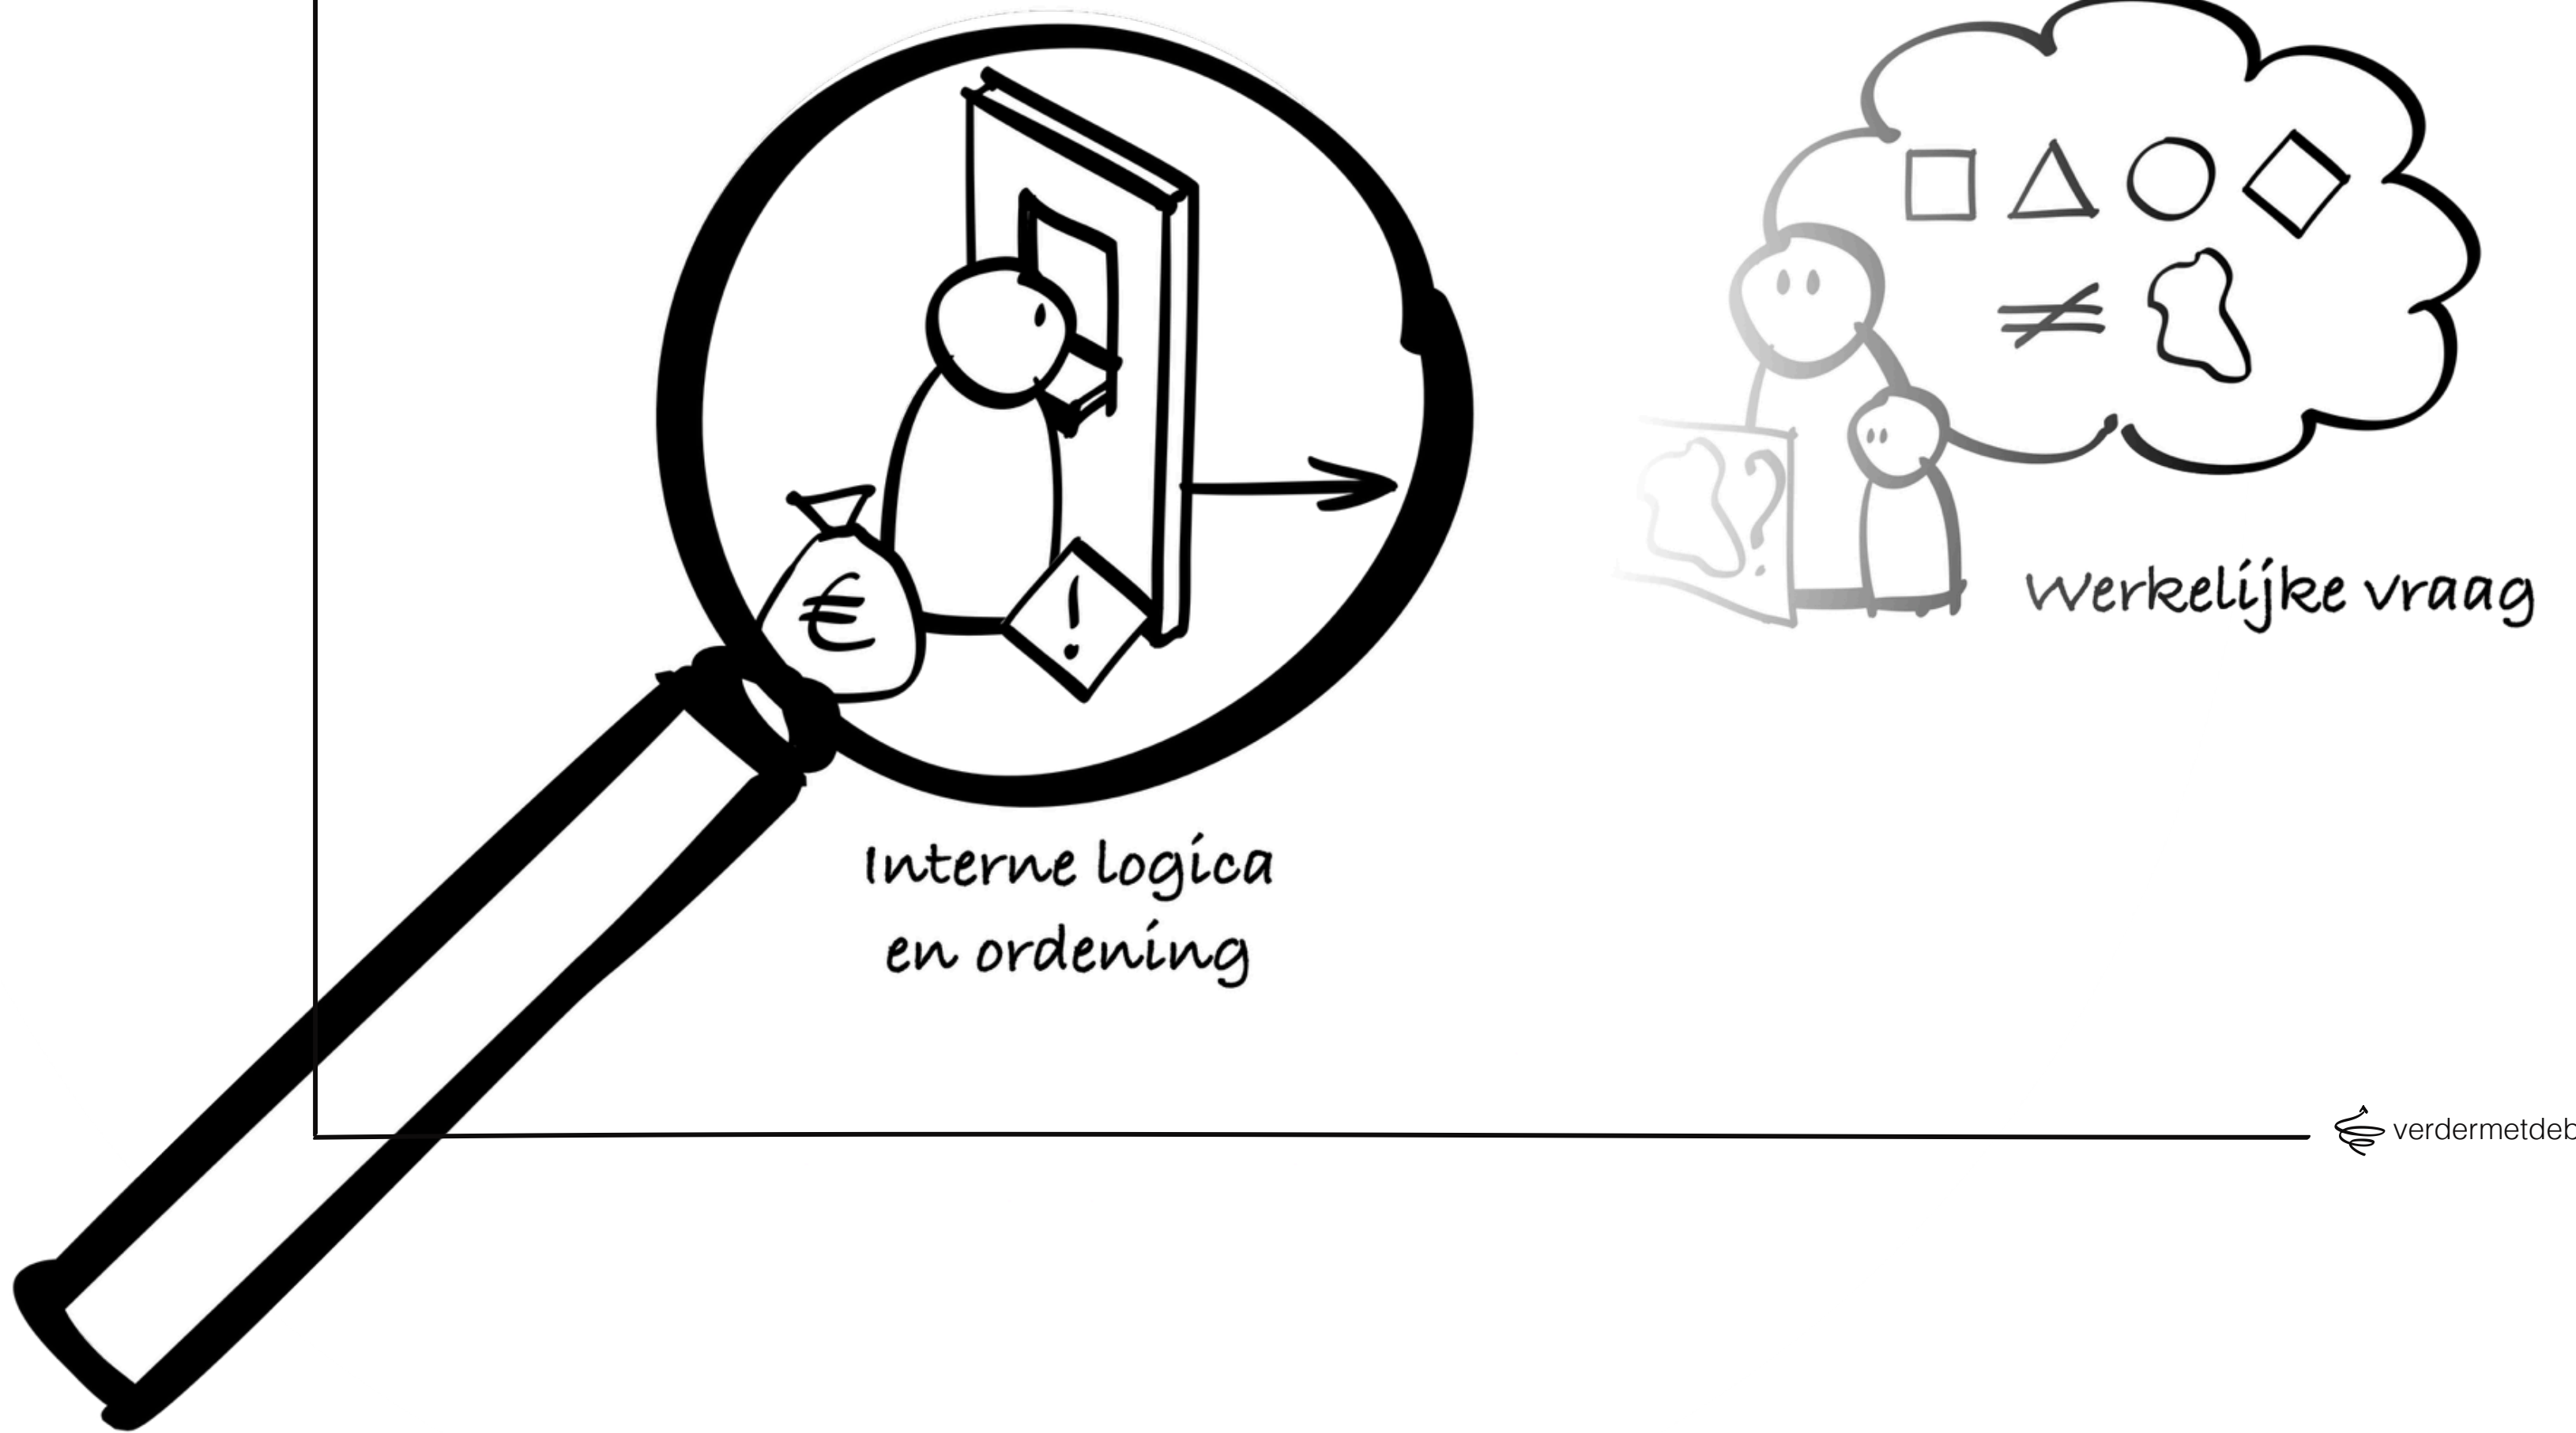 €
!
?
≠
Werkelijke vraag
Interne logica
en ordening
verdermetdeb